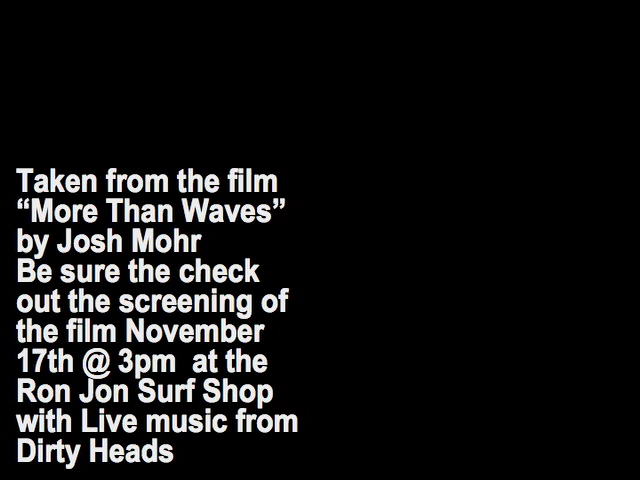 Taken from the film
“More Than Waves”
by Josh Mohr
Be sure the check
out the screening of
the film November
17th @ 3pm  at the
Ron Jon Surf Shop
with Live music from
Dirty Heads